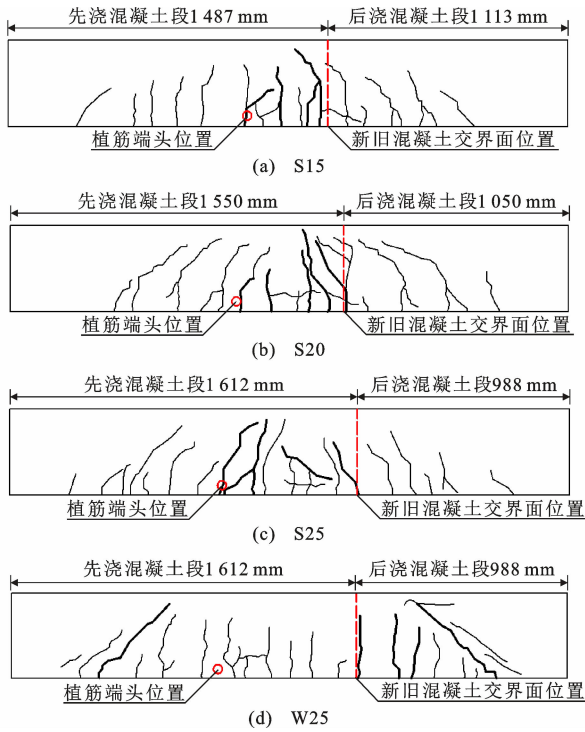 先浇混凝土段1 487 mm 后浇混凝土段1 113 mm
植筋端头位置 新旧混凝土交界面位置
(a) S15
先浇混凝土段1 550 mm 后浇混凝土段1 050 mm
植筋端头位置 新旧混凝土交界面位置
(b) S20
先浇混凝土段1 612 mm 后浇混凝土段988 mm
植筋端头位置 新旧混凝土交界面位置
(c) S25
先浇混凝土段1 612 mm 后浇混凝土段988 mm
植筋端头位置 新旧混凝土交界面位置
(d) W25